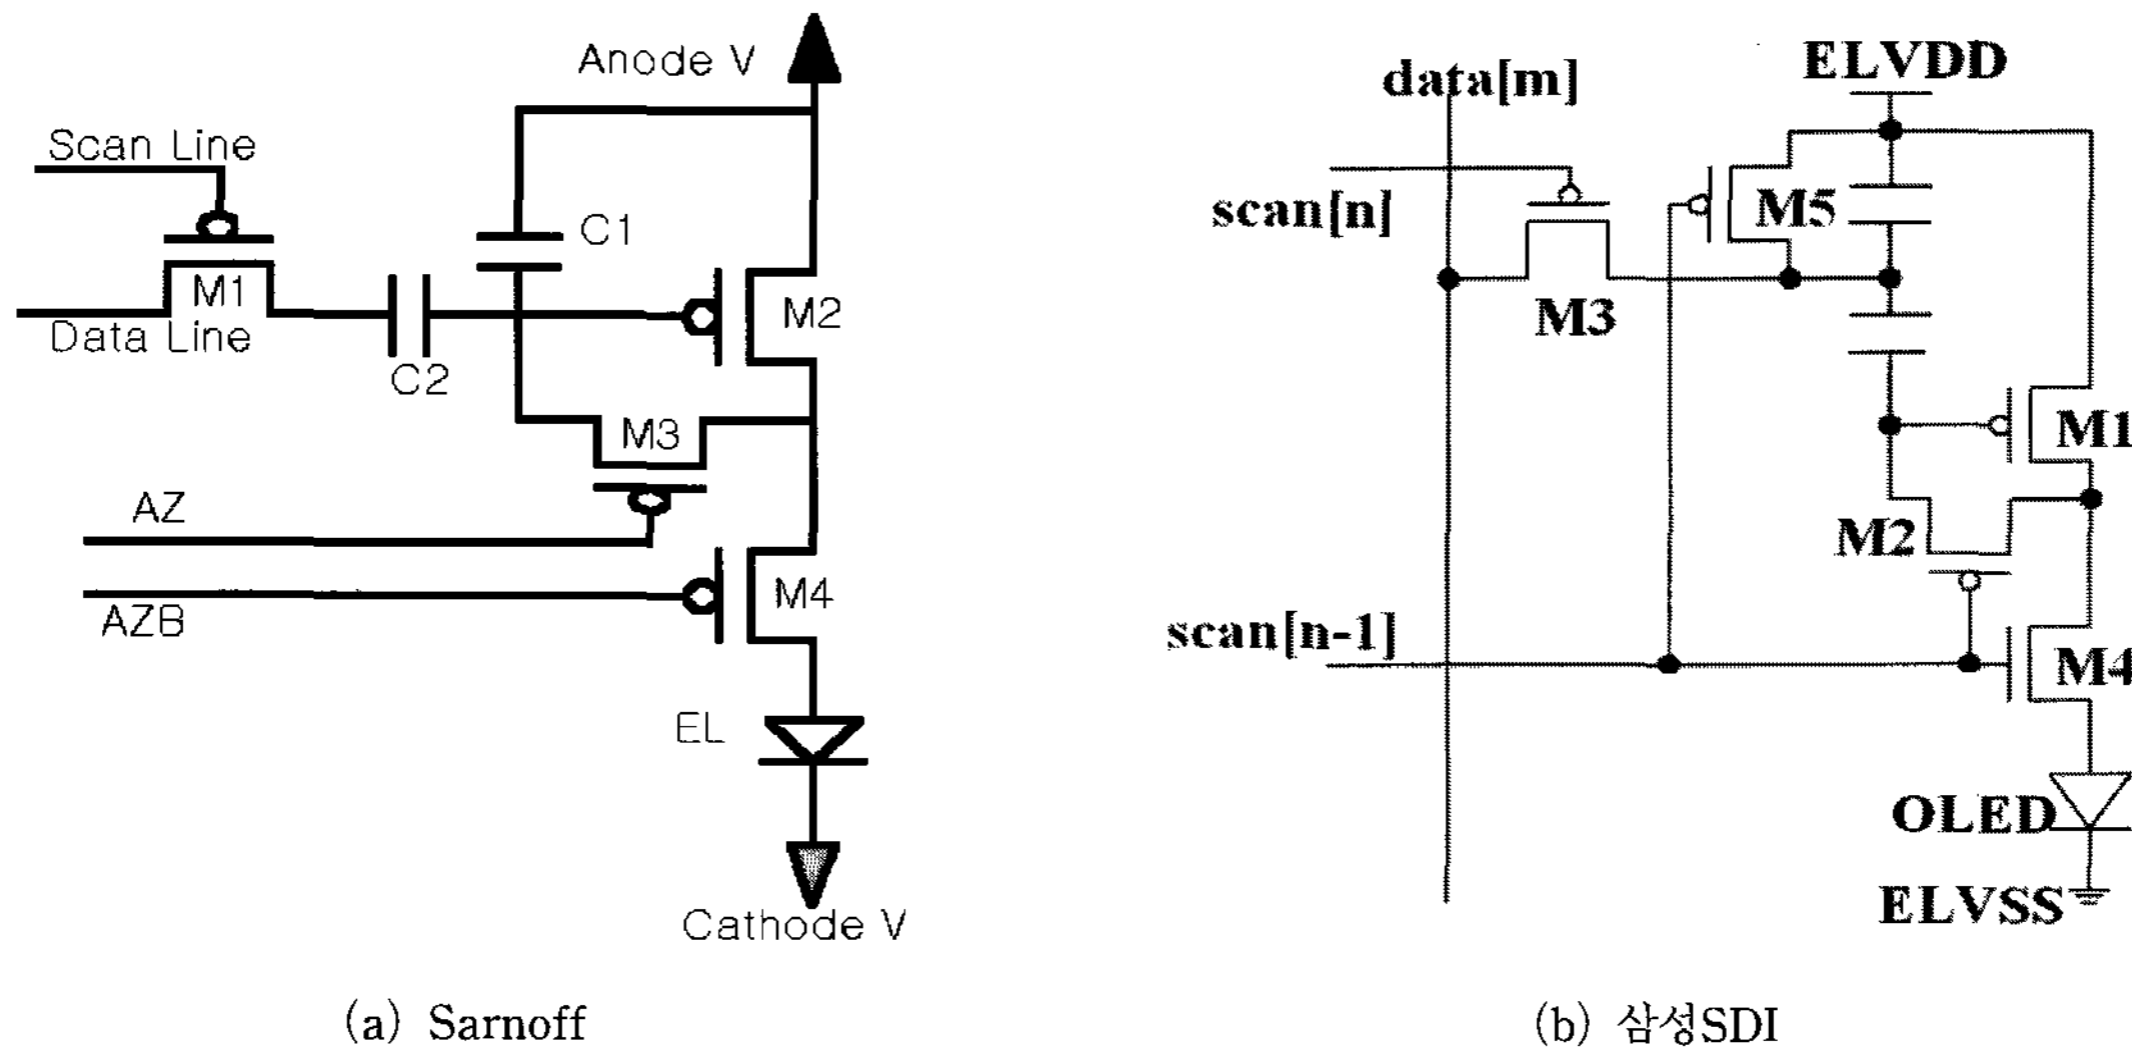 Anode V
Scan Line
C1
M1
M2
Data Line
C2
M3
AZ
M4
AZB
EL
Cathode V
(a) Sarnoff
ELVDD
data[m]
M5
scan[n]
M3
M1
M2
scan[n-1]
M4
OLED
ELVSS
(b) 삼성SDI